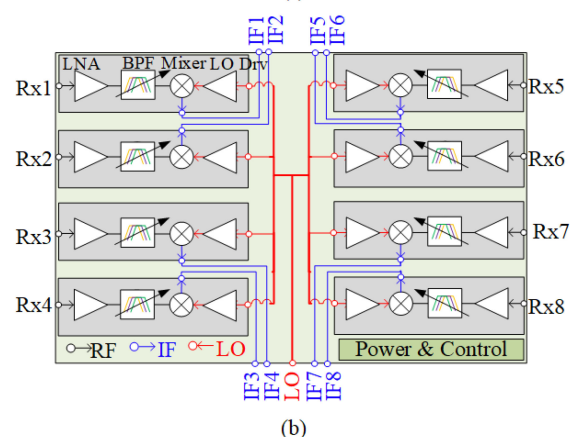 IF1
IF2
IF5
IF6
LNA BPF Mixer LO Drv
Rx1
Rx5
Rx2
Rx6
Rx3
Rx7
Rx4
Rx8
RF IF LO
Power & Control
IF3
IF4
LO
IF7
IF8
(b)